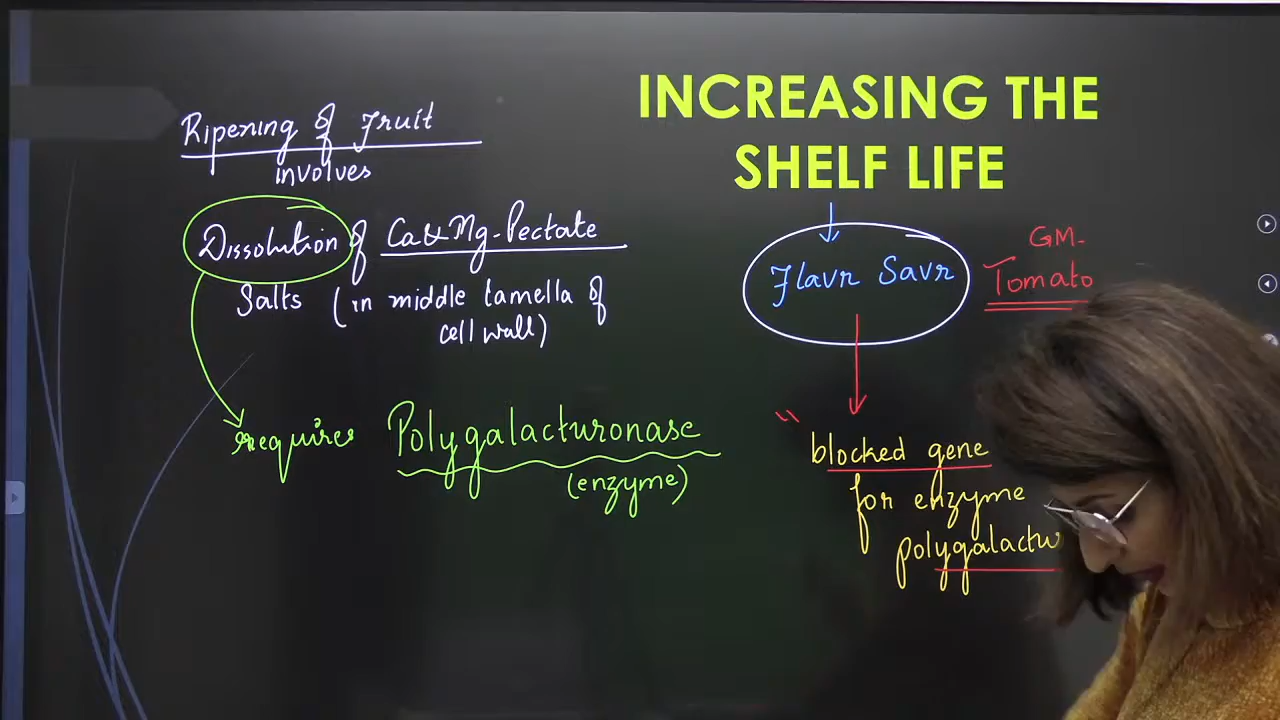 INCREASING THE
SHELF LIFE
Ripening of Fruit
involves
Dissolution of Ca & Mg-Pectate
Salts (in middle lamella of
cell wall)
requires Polygalacturonase
(enzyme)
Flavr Savr
GM-
Tomato
"
blocked gene
for enzyme
polygalactu